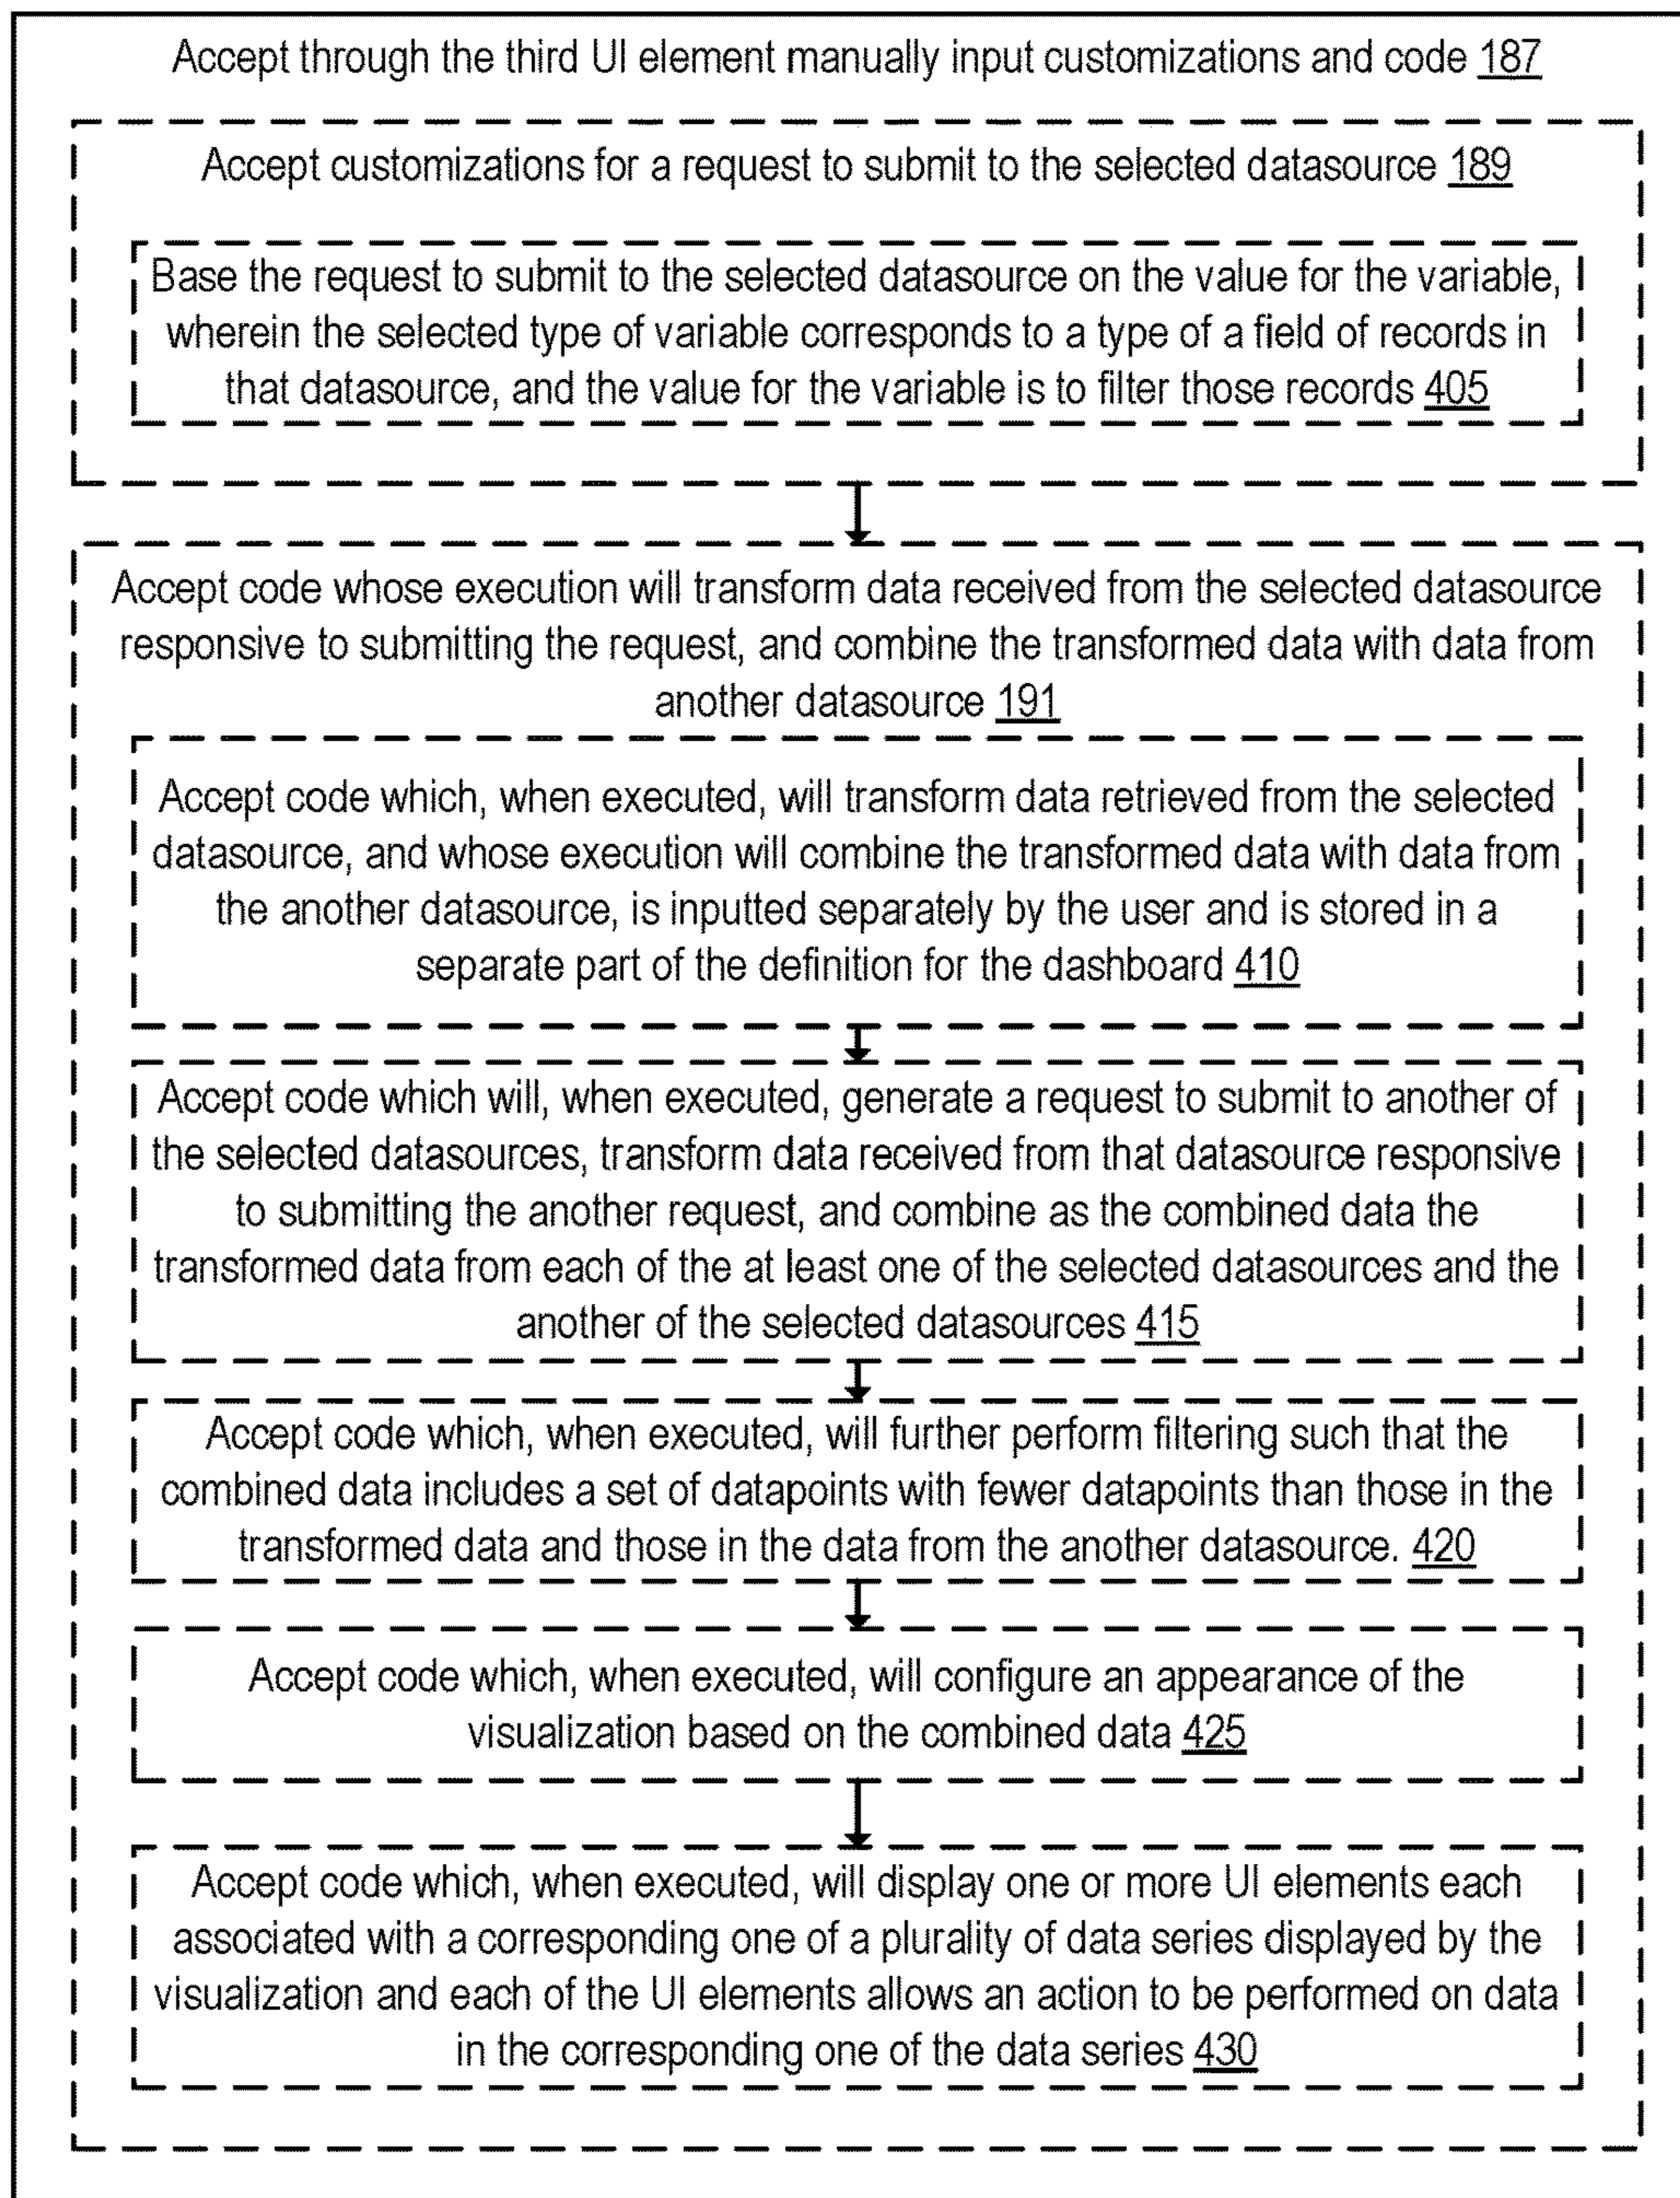 Accept through the third UI element manually input customizations and code 187
Accept customizations for a request to submit to the selected datasource 189
Base the request to submit to the selected datasource on the value for the variable,
wherein the selected type of variable corresponds to a type of a field of records in
that datasource, and the value for the variable is to filter those records 405
Accept code whose execution will transform data received from the selected datasource
responsive to submitting the request, and combine the transformed data with data from
another datasource 191
Accept code which, when executed, will transform data retrieved from the selected
datasource, and whose execution will combine the transformed data with data from
the another datasource, is inputted separately by the user and is stored in a
separate part of the definition for the dashboard 410
Accept code which will, when executed, generate a request to submit to another of
the selected datasources, transform data received from that datasource responsive
to submitting the another request, and combine as the combined data the
transformed data from each of the at least one of the selected datasources and the
another of the selected datasources 415
Accept code which, when executed, will further perform filtering such that the
combined data includes a set of datapoints with fewer datapoints than those in the
transformed data and those in the data from the another datasource. 420
Accept code which, when executed, will configure an appearance of the
visualization based on the combined data 425
Accept code which, when executed, will display one or more UI elements each
associated with a corresponding one of a plurality of data series displayed by the
visualization and each of the UI elements allows an action to be performed on data
in the corresponding one of the data series 430